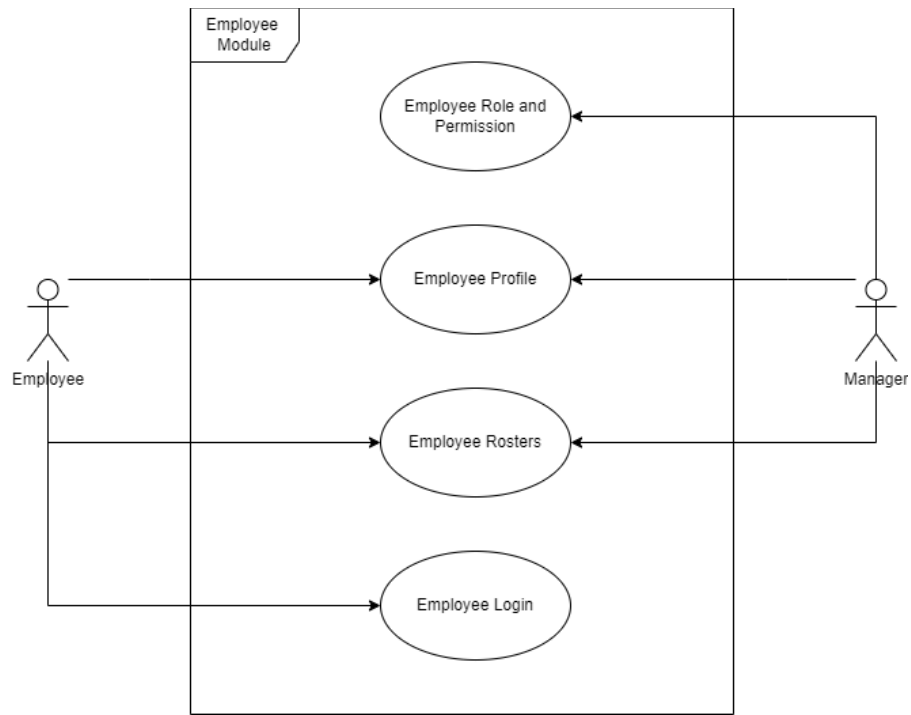 Employee
Module
Employee Role and
Permission
Employee Profile
Employee
Manager
Employee Rosters
Employee Login